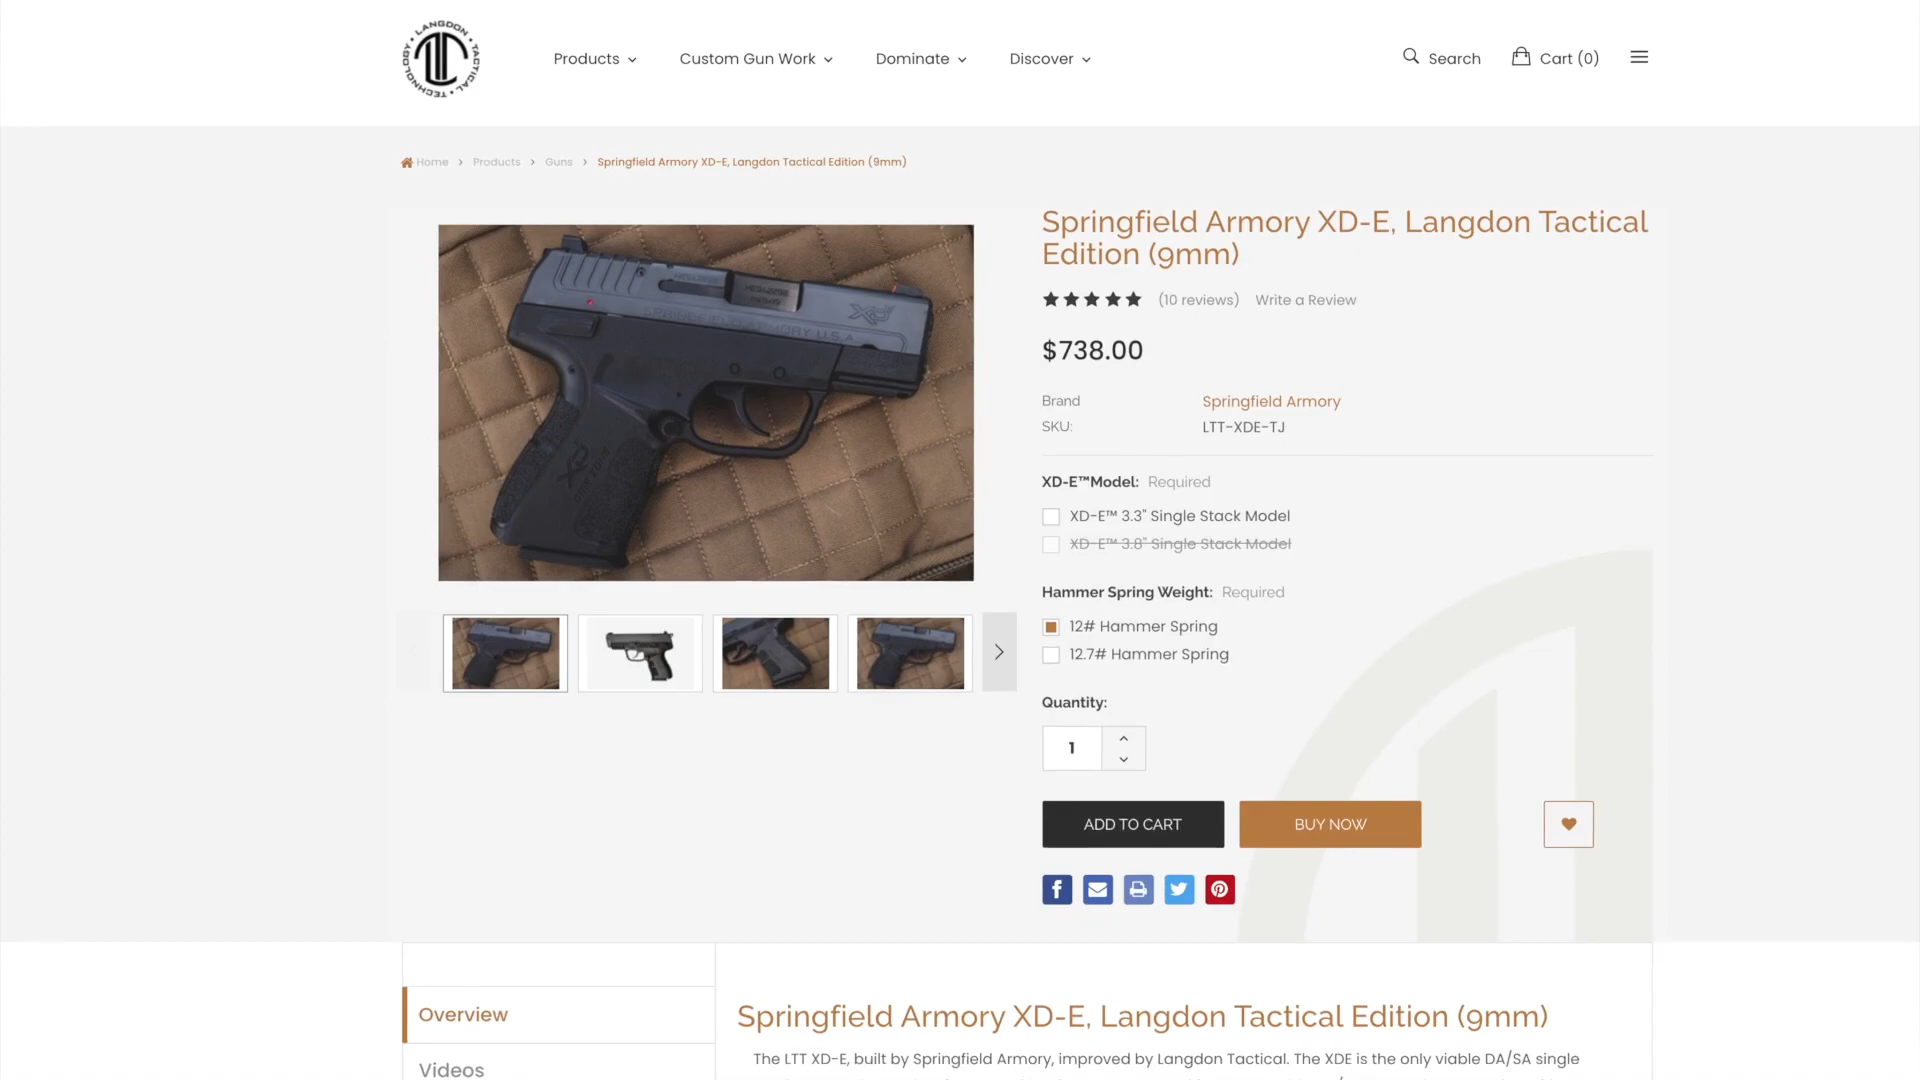 LANGDON • TACTICAL • TECHNOLOGY •
Products
Custom Gun Work
Dominate
Discover
Search
Cart (0)
Home > Products > Guns > Springfield Armory XD-E, Langdon Tactical Edition (9mm)
SPRINGFIELD ARMORY U.S.A.
XD
XD
Springfield Armory XD-E, Langdon Tactical
Edition (9mm)
(10 reviews) Write a Review
$738.00
Brand Springfield Armory
SKU: LTT-XDE-TJ
XD-E™Model: Required
XD-E™ 3.3" Single Stack Model
XD-E™ 3.8" Single Stack Model
Hammer Spring Weight: Required
12# Hammer Spring
12.7# Hammer Spring
Quantity:
1
ADD TO CART
BUY NOW
Overview
Videos
Springfield Armory XD-E, Langdon Tactical Edition (9mm)
The LTT XD-E, built by Springfield Armory, improved by Langdon Tactical. The XDE is the only viable DA/SA single